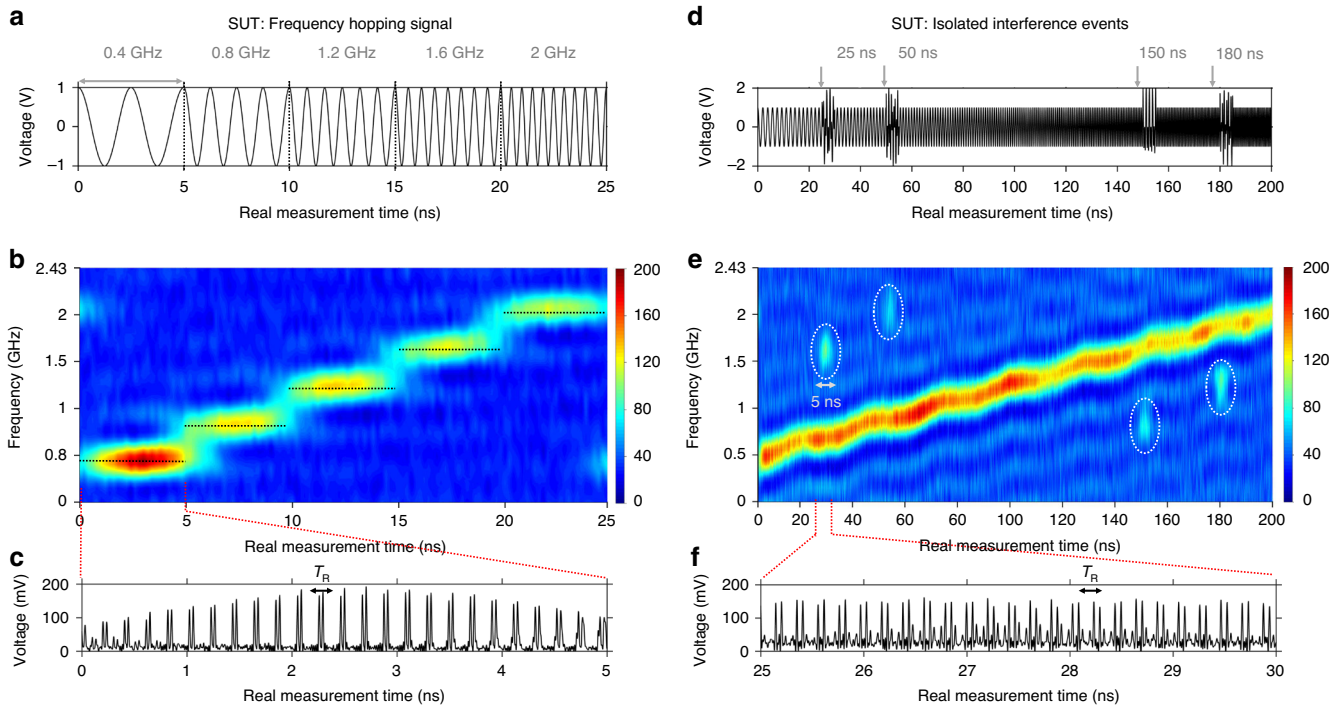 a
SUT: Frequency hopping signal
0.4 GHz 0.8 GHz 1.2 GHz 1.6 GHz 2 GHz
Voltage (V)
1
0
−1
0 5 10 15 20 25
Real measurement time (ns)
d
SUT: Isolated interference events
25 ns 50 ns 150 ns 180 ns
Voltage (V)
2
0
−2
0 20 40 60 80 100 120 140 160 180 200
Real measurement time (ns)
b
Frequency (GHz)
2.43
2
1.5
1
0.8
0
0 5 10 15 20 25
Real measurement time (ns)
200
160
120
80
40
0
e
Frequency (GHz)
2.43
2
1.5
1
0.5
0
5 ns
0 20 40 60 80 100 120 140 160 180 200
Real measurement time (ns)
200
160
120
80
40
0
c
Voltage (mV)
200
100
0
TR
0 1 2 3 4 5
Real measurement time (ns)
f
Voltage (mV)
200
100
0
TR
25 26 27 28 29 30
Real measurement time (ns)